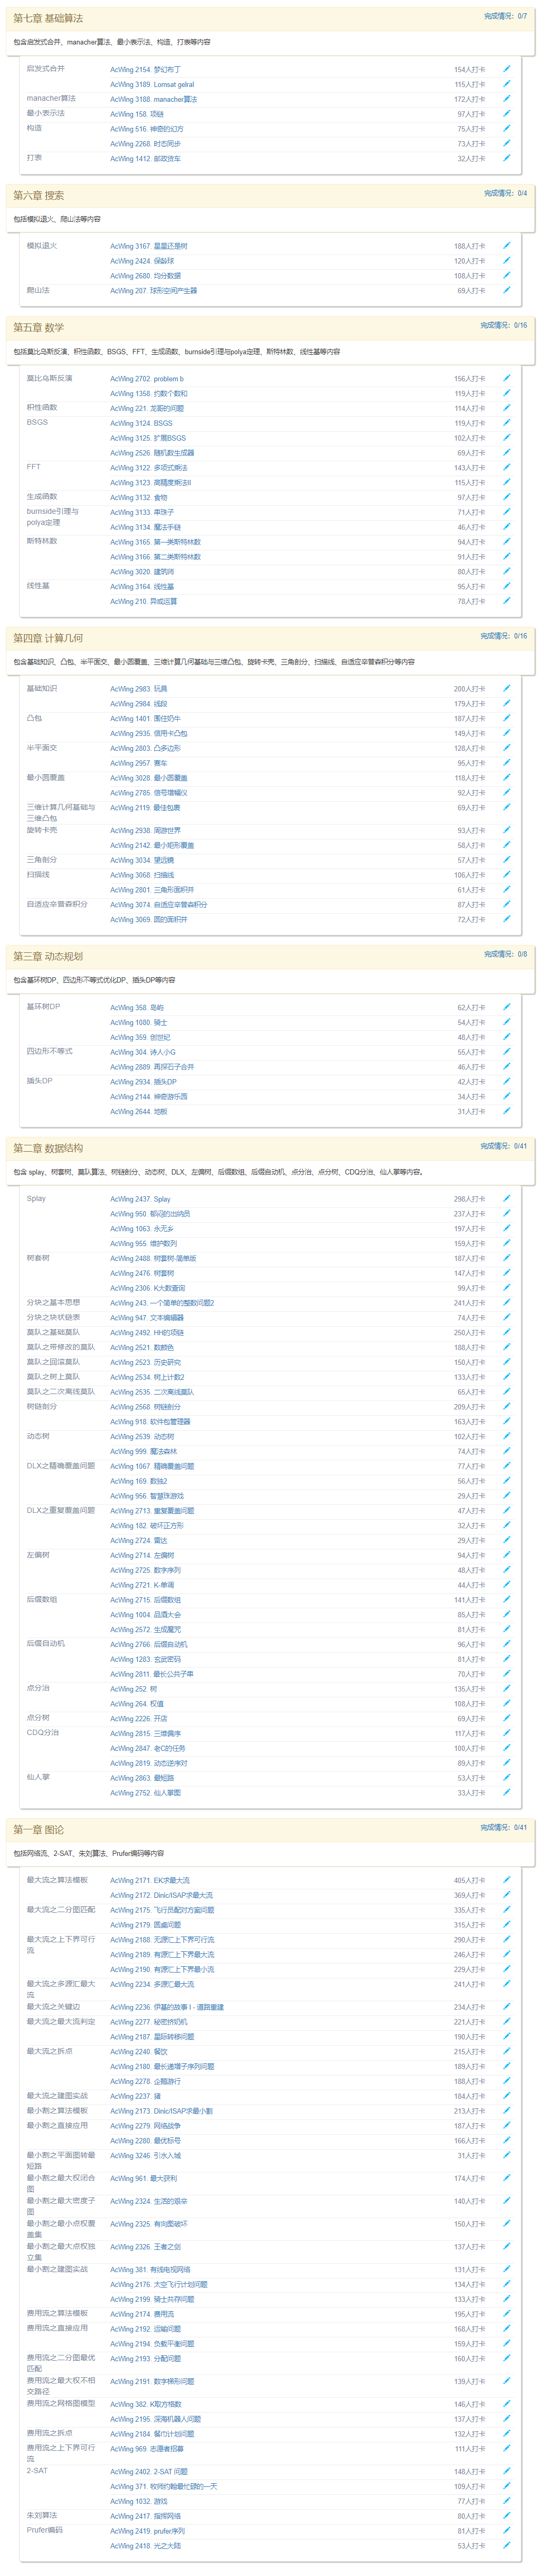 第七章 基础算法
完成情况：0/7
包含启发式合并、manacher算法、最小表示法、构造、打表等内容
启发式合并 AcWing 2154. 梦幻布丁 154人打卡
AcWing 3189. Lomsat gelral 115人打卡
manacher算法 AcWing 3188. manacher算法 172人打卡
最小表示法 AcWing 158. 项链 97人打卡
构造 AcWing 516. 神奇的幻方 75人打卡
AcWing 2268. 时态同步 73人打卡
打表 AcWing 1412. 邮政货车 32人打卡
第六章 搜索
完成情况：0/4
包括模拟退火、爬山法等内容
模拟退火 AcWing 3167. 星星还是树 188人打卡
AcWing 2424. 保龄球 120人打卡
AcWing 2680. 均分数据 108人打卡
爬山法 AcWing 207. 球形空间产生器 69人打卡
第五章 数学
完成情况：0/16
包括莫比乌斯反演、积性函数、BSGS、FFT、生成函数、burnside引理与polya定理、斯特林数、线性基等内容
莫比乌斯反演 AcWing 2702. problem b 156人打卡
AcWing 1358. 约数个数和 119人打卡
积性函数 AcWing 221. 龙哥的问题 114人打卡
BSGS AcWing 3124. BSGS 119人打卡
AcWing 3125. 扩展BSGS 102人打卡
AcWing 2526. 随机数生成器 69人打卡
FFT AcWing 3122. 多项式乘法 143人打卡
AcWing 3123. 高精度乘法II 115人打卡
生成函数 AcWing 3132. 食物 97人打卡
burnside引理与 AcWing 3133. 串珠子 71人打卡
polya定理 AcWing 3134. 魔法手链 46人打卡
斯特林数 AcWing 3165. 第一类斯特林数 94人打卡
AcWing 3166. 第二类斯特林数 91人打卡
AcWing 3020. 建筑师 80人打卡
线性基 AcWing 3164. 线性基 95人打卡
AcWing 210. 异或运算 78人打卡
第四章 计算几何
完成情况：0/16
包含基础知识、凸包、半平面交、最小圆覆盖、三维计算几何基础与三维凸包、旋转卡壳、三角剖分、扫描线、自适应辛普森积分等内容
基础知识 AcWing 2983. 玩具 200人打卡
AcWing 2984. 线段 179人打卡
凸包 AcWing 1401. 围住奶牛 187人打卡
AcWing 2935. 信用卡凸包 149人打卡
半平面交 AcWing 2803. 凸多边形 128人打卡
AcWing 2957. 赛车 95人打卡
最小圆覆盖 AcWing 3028. 最小圆覆盖 118人打卡
AcWing 2785. 信号增幅仪 92人打卡
三维计算几何基础与 AcWing 2119. 最佳包裹 69人打卡
三维凸包
旋转卡壳 AcWing 2938. 周游世界 93人打卡
AcWing 2142. 最小矩形覆盖 58人打卡
三角剖分 AcWing 3034. 望远镜 57人打卡
扫描线 AcWing 3068. 扫描线 106人打卡
AcWing 2801. 三角形面积并 61人打卡
自适应辛普森积分 AcWing 3074. 自适应辛普森积分 87人打卡
AcWing 3069. 圆的面积并 72人打卡
第三章 动态规划
完成情况：0/8
包含基环树DP、四边形不等式优化DP、插头DP等内容
基环树DP AcWing 358. 岛屿 62人打卡
AcWing 1080. 骑士 54人打卡
AcWing 359. 创世纪 48人打卡
四边形不等式 AcWing 304. 诗人小G 55人打卡
AcWing 2889. 再探石子合并 46人打卡
插头DP AcWing 2934. 插头DP 42人打卡
AcWing 2144. 神奇游乐园 34人打卡
AcWing 2644. 地板 31人打卡
第二章 数据结构
完成情况：0/41
包含 splay、树套树、莫队算法、树链剖分、动态树、DLX、左偏树、后缀数组、后缀自动机、点分治、点分树、CDQ分治、仙人掌等内容。
Splay AcWing 2437. Splay 298人打卡
AcWing 950. 郁闷的出纳员 237人打卡
AcWing 1063. 永无乡 197人打卡
AcWing 955. 维护数列 159人打卡
树套树 AcWing 2488. 树套树-简单版 187人打卡
AcWing 2476. 树套树 147人打卡
AcWing 2306. K大数查询 99人打卡
分块之基本思想 AcWing 243. 一个简单的整数问题2 241人打卡
分块之块状链表 AcWing 947. 文本编辑器 74人打卡
莫队之基础莫队 AcWing 2492. HH的项链 250人打卡
莫队之带修改的莫队 AcWing 2521. 数颜色 188人打卡
莫队之回滚莫队 AcWing 2523. 历史研究 150人打卡
莫队之树上莫队 AcWing 2534. 树上计数2 133人打卡
莫队之二次离线莫队 AcWing 2535. 二次离线莫队 65人打卡
树链剖分 AcWing 2568. 树链剖分 209人打卡
AcWing 918. 软件包管理器 163人打卡
动态树 AcWing 2539. 动态树 102人打卡
AcWing 999. 魔法森林 74人打卡
DLX之精确覆盖问题 AcWing 1067. 精确覆盖问题 77人打卡
AcWing 169. 数独2 56人打卡
AcWing 956. 智慧珠游戏 29人打卡
DLX之重复覆盖问题 AcWing 2713. 重复覆盖问题 47人打卡
AcWing 182. 破坏正方形 32人打卡
AcWing 2724. 雷达 29人打卡
左偏树 AcWing 2714. 左偏树 94人打卡
AcWing 2725. 数字序列 48人打卡
AcWing 2721. K-单调 44人打卡
后缀数组 AcWing 2715. 后缀数组 141人打卡
AcWing 1004. 品酒大会 85人打卡
AcWing 2572. 生成魔咒 81人打卡
后缀自动机 AcWing 2766. 后缀自动机 96人打卡
AcWing 1283. 玄武密码 81人打卡
AcWing 2811. 最长公共子串 70人打卡
点分治 AcWing 252. 树 135人打卡
AcWing 264. 权值 108人打卡
点分树 AcWing 2226. 开店 69人打卡
CDQ分治 AcWing 2815. 三维偏序 117人打卡
AcWing 2847. 老C的任务 100人打卡
AcWing 2819. 动态逆序对 89人打卡
仙人掌 AcWing 2863. 最短路 53人打卡
AcWing 2752. 仙人掌图 33人打卡
第一章 图论
完成情况：0/41
包括网络流、2-SAT、朱刘算法、Prufer编码等内容
最大流之算法模板 AcWing 2171. EK求最大流 405人打卡
AcWing 2172. Dinic/ISAP求最大流 369人打卡
最大流之二分图匹配 AcWing 2175. 飞行员配对方案问题 335人打卡
AcWing 2179. 圆桌问题 315人打卡
最大流之上下界可行 AcWing 2188. 无源汇上下界可行流 290人打卡
流 AcWing 2189. 有源汇上下界最大流 246人打卡
AcWing 2190. 有源汇上下界最小流 229人打卡
最大流之多源汇最大 AcWing 2234. 多源汇最大流 241人打卡
流
最大流之关键边 AcWing 2236. 伊基的故事 I - 道路重建 234人打卡
最大流之最大流判定 AcWing 2277. 秘密挤奶机 221人打卡
AcWing 2187. 星际转移问题 190人打卡
最大流之拆点 AcWing 2240. 餐饮 215人打卡
AcWing 2180. 最长递增子序列问题 189人打卡
AcWing 2278. 企鹅游行 188人打卡
最大流之建图实战 AcWing 2237. 猪 184人打卡
最小割之算法模板 AcWing 2173. Dinic/ISAP求最小割 213人打卡
最小割之直接应用 AcWing 2279. 网络战争 187人打卡
AcWing 2280. 最优标号 166人打卡
最小割之平面图转最 AcWing 3246. 引水入城 31人打卡
短路
最小割之最大权闭合 AcWing 961. 最大获利 174人打卡
图
最小割之最大密度子 AcWing 2324. 生活的艰辛 140人打卡
图
最小割之最小点权覆 AcWing 2325. 有向图破坏 150人打卡
盖集
最小割之最大点权独 AcWing 2326. 王者之剑 137人打卡
立集
最小割之建图实战 AcWing 381. 有线电视网络 131人打卡
AcWing 2176. 太空飞行计划问题 134人打卡
AcWing 2199. 骑士共存问题 133人打卡
费用流之算法模板 AcWing 2174. 费用流 195人打卡
费用流之直接应用 AcWing 2192. 运输问题 168人打卡
AcWing 2194. 负载平衡问题 159人打卡
费用流之二分图最优 AcWing 2193. 分配问题 160人打卡
匹配
费用流之最大权不相 AcWing 2191. 数字梯形问题 139人打卡
交路径
费用流之网格图模型 AcWing 382. K取方格数 146人打卡
AcWing 2195. 深海机器人问题 137人打卡
费用流之拆点 AcWing 2184. 餐巾计划问题 132人打卡
费用流之上下界可行 AcWing 969. 志愿者招募 111人打卡
流
2-SAT AcWing 2402. 2-SAT 问题 148人打卡
AcWing 371. 牧师约翰最忙碌的一天 109人打卡
AcWing 1032. 游戏 77人打卡
朱刘算法 AcWing 2417. 指挥网络 80人打卡
Prufer编码 AcWing 2419. prufer序列 81人打卡
AcWing 2418. 光之大陆 53人打卡